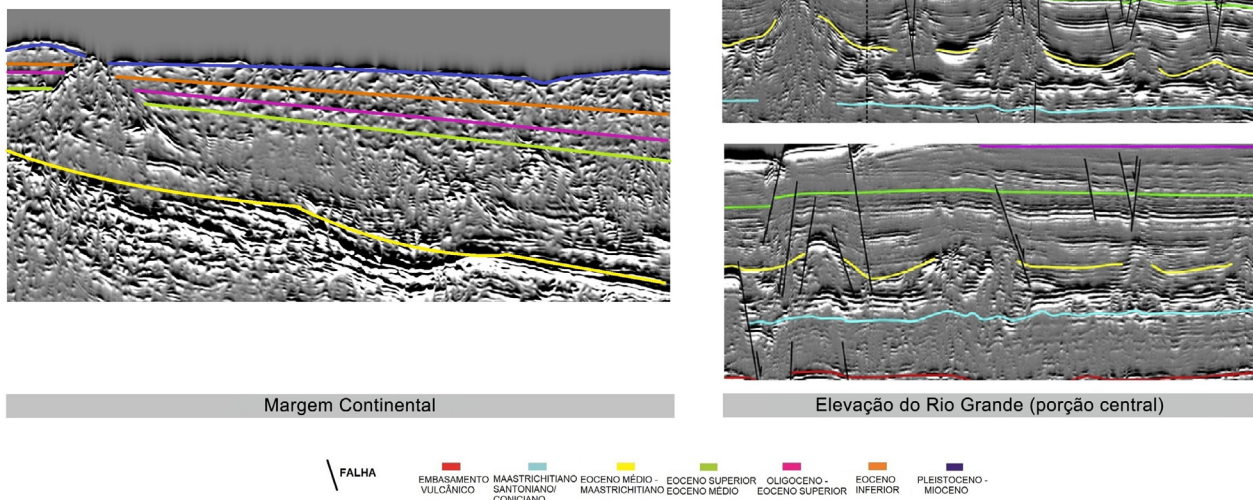 Margem Continental
Elevação do Rio Grande (porção central)
FALHA
EMBASAMENTO
VULCÂNICO
MAASTRICHITIANO
SANTONIANO/
CONICIANO
EOCENO MÉDIO -
MAASTRICHITIANO
EOCENO SUPERIOR
EOCENO MÉDIO
OLIGOCENO -
EOCENO SUPERIOR
EOCENO
INFERIOR
PLEISTOCENO -
MIOCENO